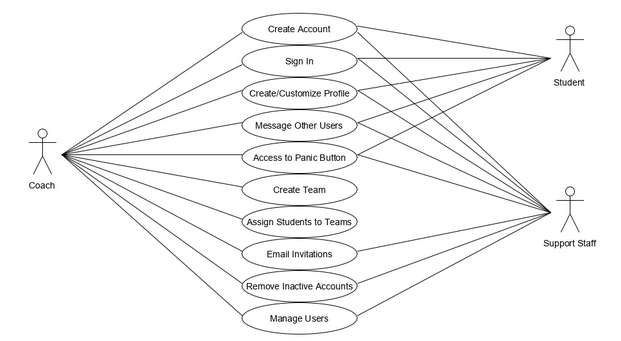 Create Account
Sign In
Student
Create/Customize Profile
Message Other Users
Access to Panic Button
Coach
Create Team
Assign Students to Teams
Support Staff
Email Invitations
Remove Inactive Accounts
Manage Users